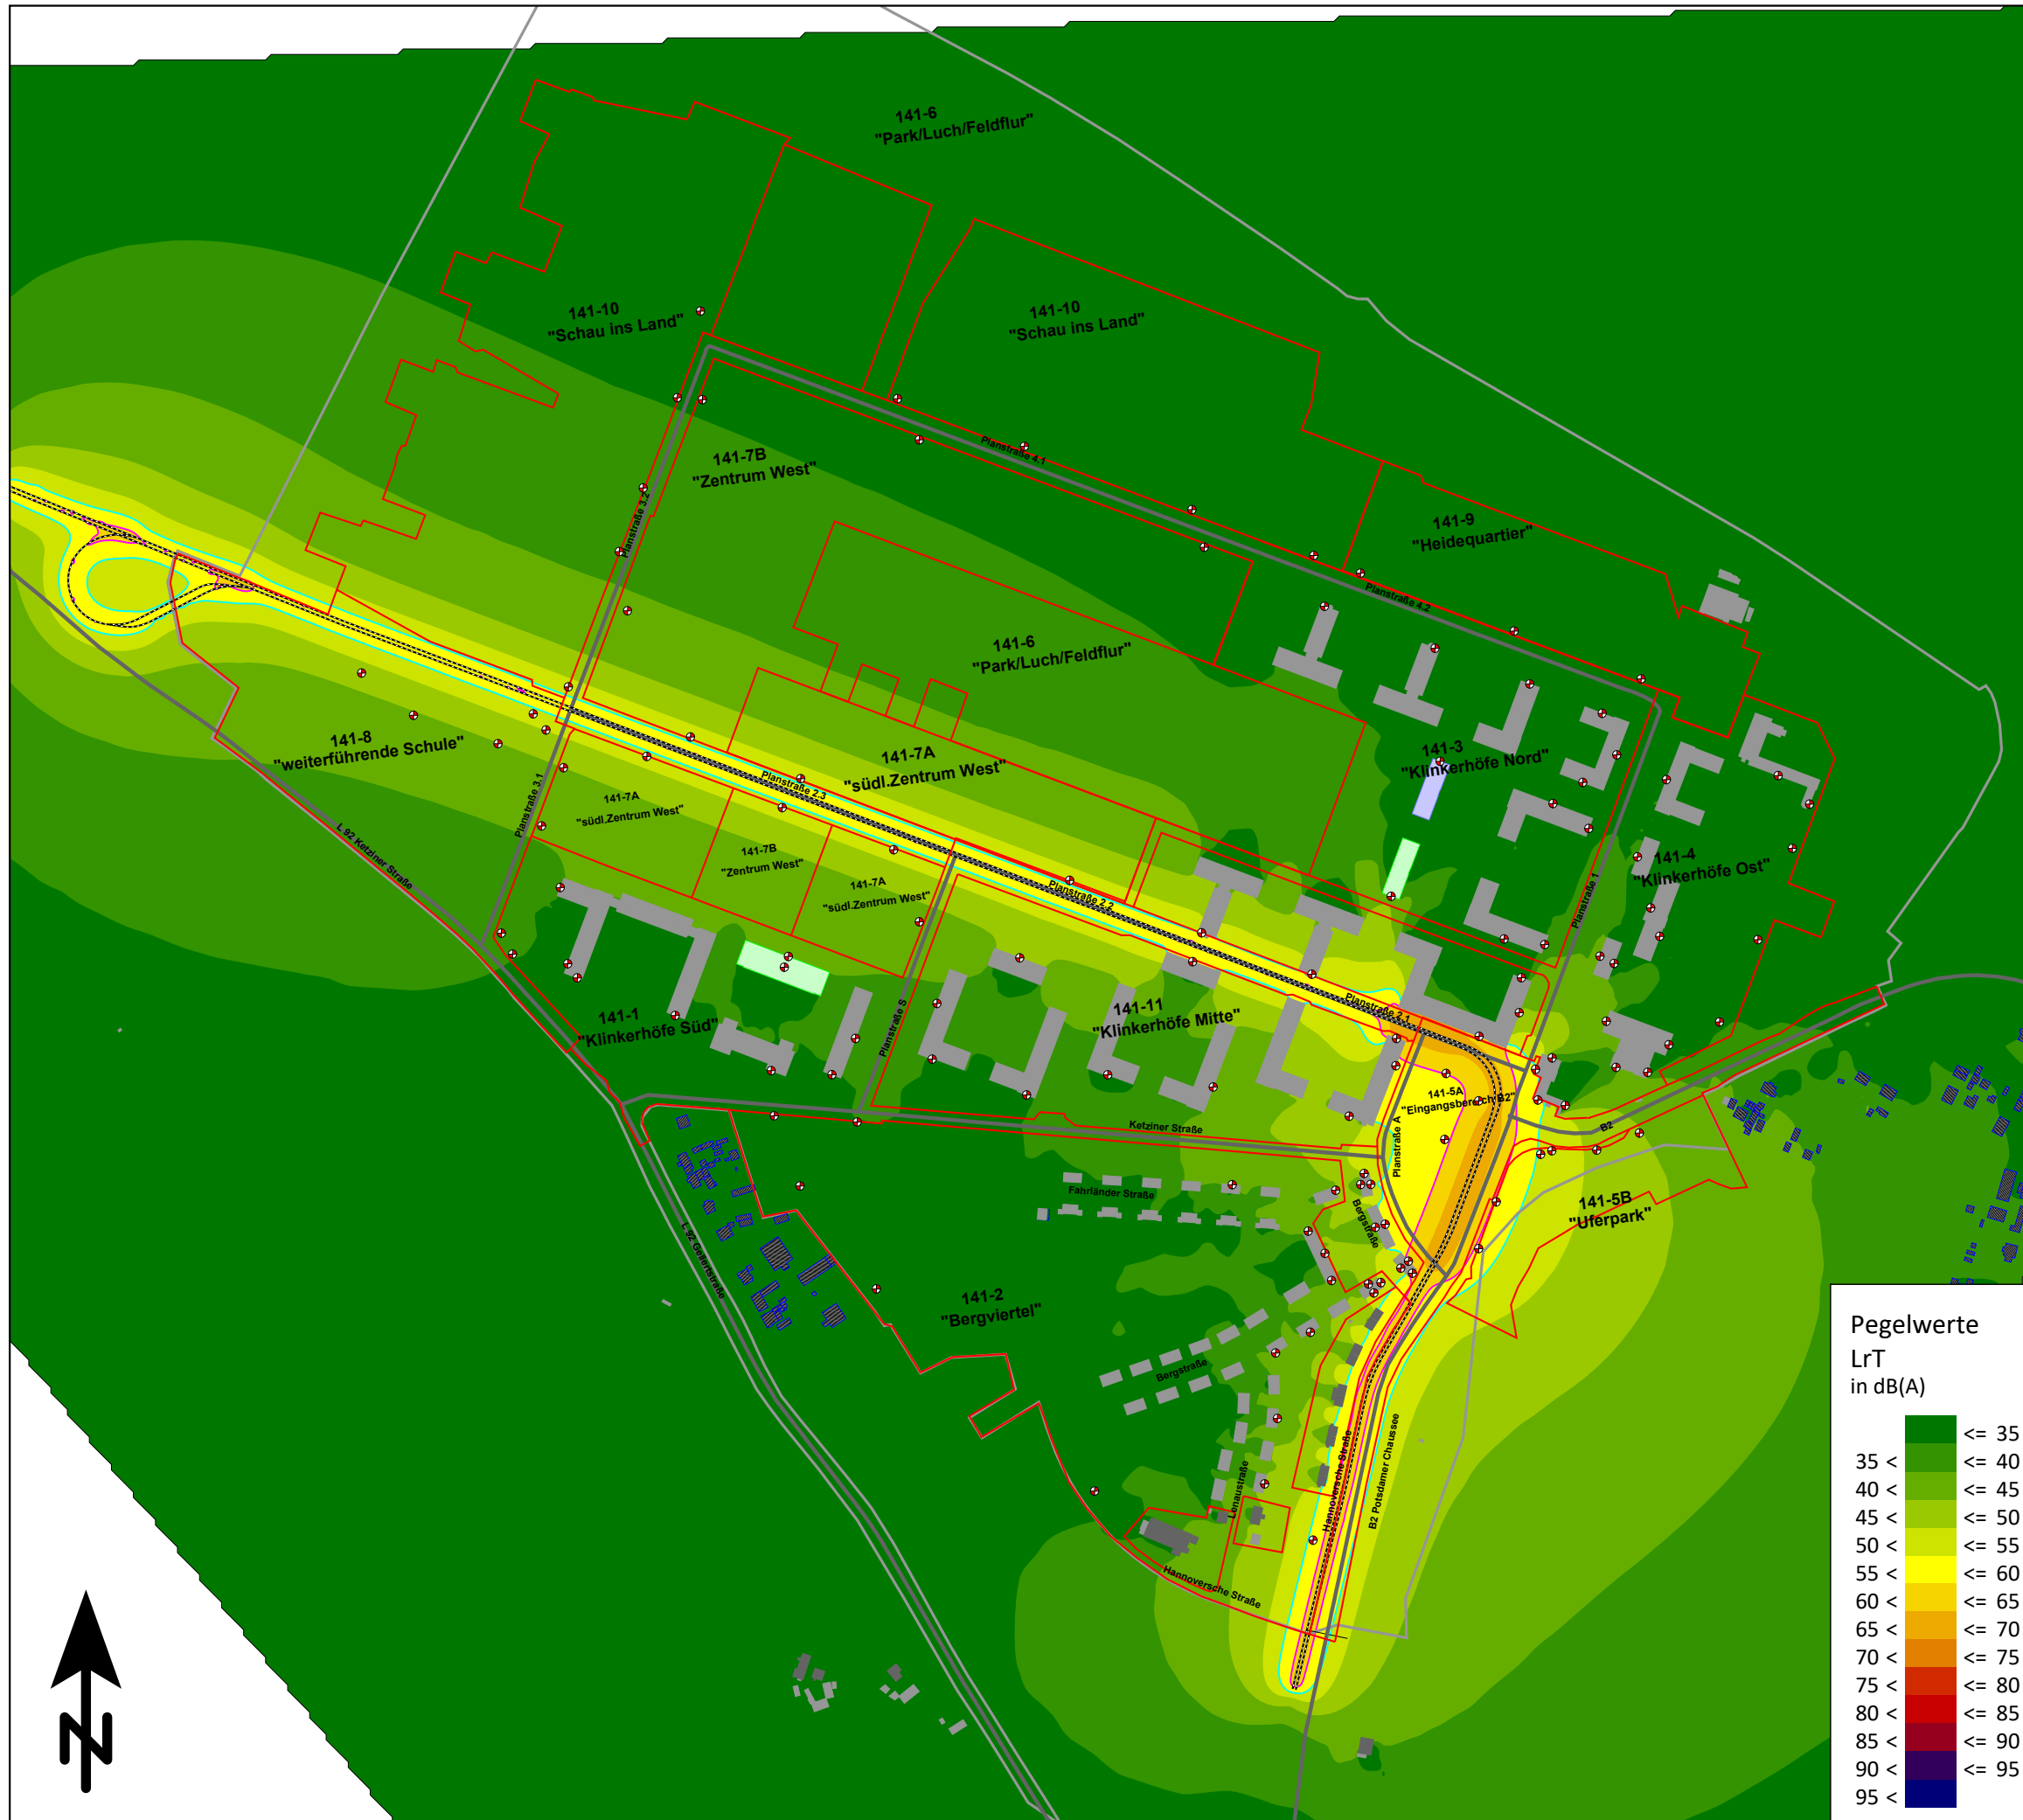 141-6
"Park/Luch/Feldflur"
141-10
"Schau ins Land"
141-10
"Schau ins Land"
Planstraße 4.1
141-7B
"Zentrum West"
Planstraße 3.2
141-9
"Heidequartier"
Planstraße 4.2
141-6
"Park/Luch/Feldflur"
141-8
"weiterführende Schule"
141-7A
"südl.Zentrum West"
141-3
"Klinkerhöfe Nord"
Planstraße 2.3
Planstraße 3.1
141-7A
"südl.Zentrum West"
141-7B
"Zentrum West"
141-7A
"südl.Zentrum West"
L 92 Ketziner Straße
Planstraße 2.2
141-4
"Klinkerhöfe Ost"
Planstraße 1
141-1
"Klinkerhöfe Süd"
Planstraße S
141-11
"Klinkerhöfe Mitte"
Planstraße 2.1
141-5A
"Eingangsbereich B2"
Planstraße A
B2
Ketziner Straße
Fahrländer Straße
Bergstraße
141-5B
"Uferpark"
L 92 Gellertstraße
141-2
"Bergviertel"
Bergstraße
Lenaustraße
Hannoversche Straße
B2 Potsdamer Chaussee
Hannoversche Straße
N
Pegelwerte
LrT
in dB(A)
<= 35
35 < <= 40
40 < <= 45
45 < <= 50
50 < <= 55
55 < <= 60
60 < <= 65
65 < <= 70
70 < <= 75
75 < <= 80
80 < <= 85
85 < <= 90
90 < <= 95
95 <